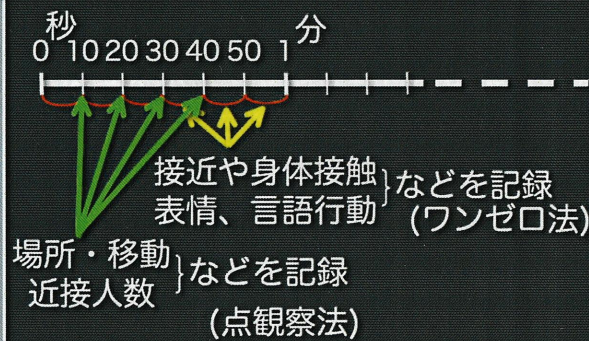 秒 分
0 10 20 30 40 50 1
接近や身体接触
表情、言語行動
などを記録
(ワンゼロ法)
場所・移動
近接人数
などを記録
(点観察法)